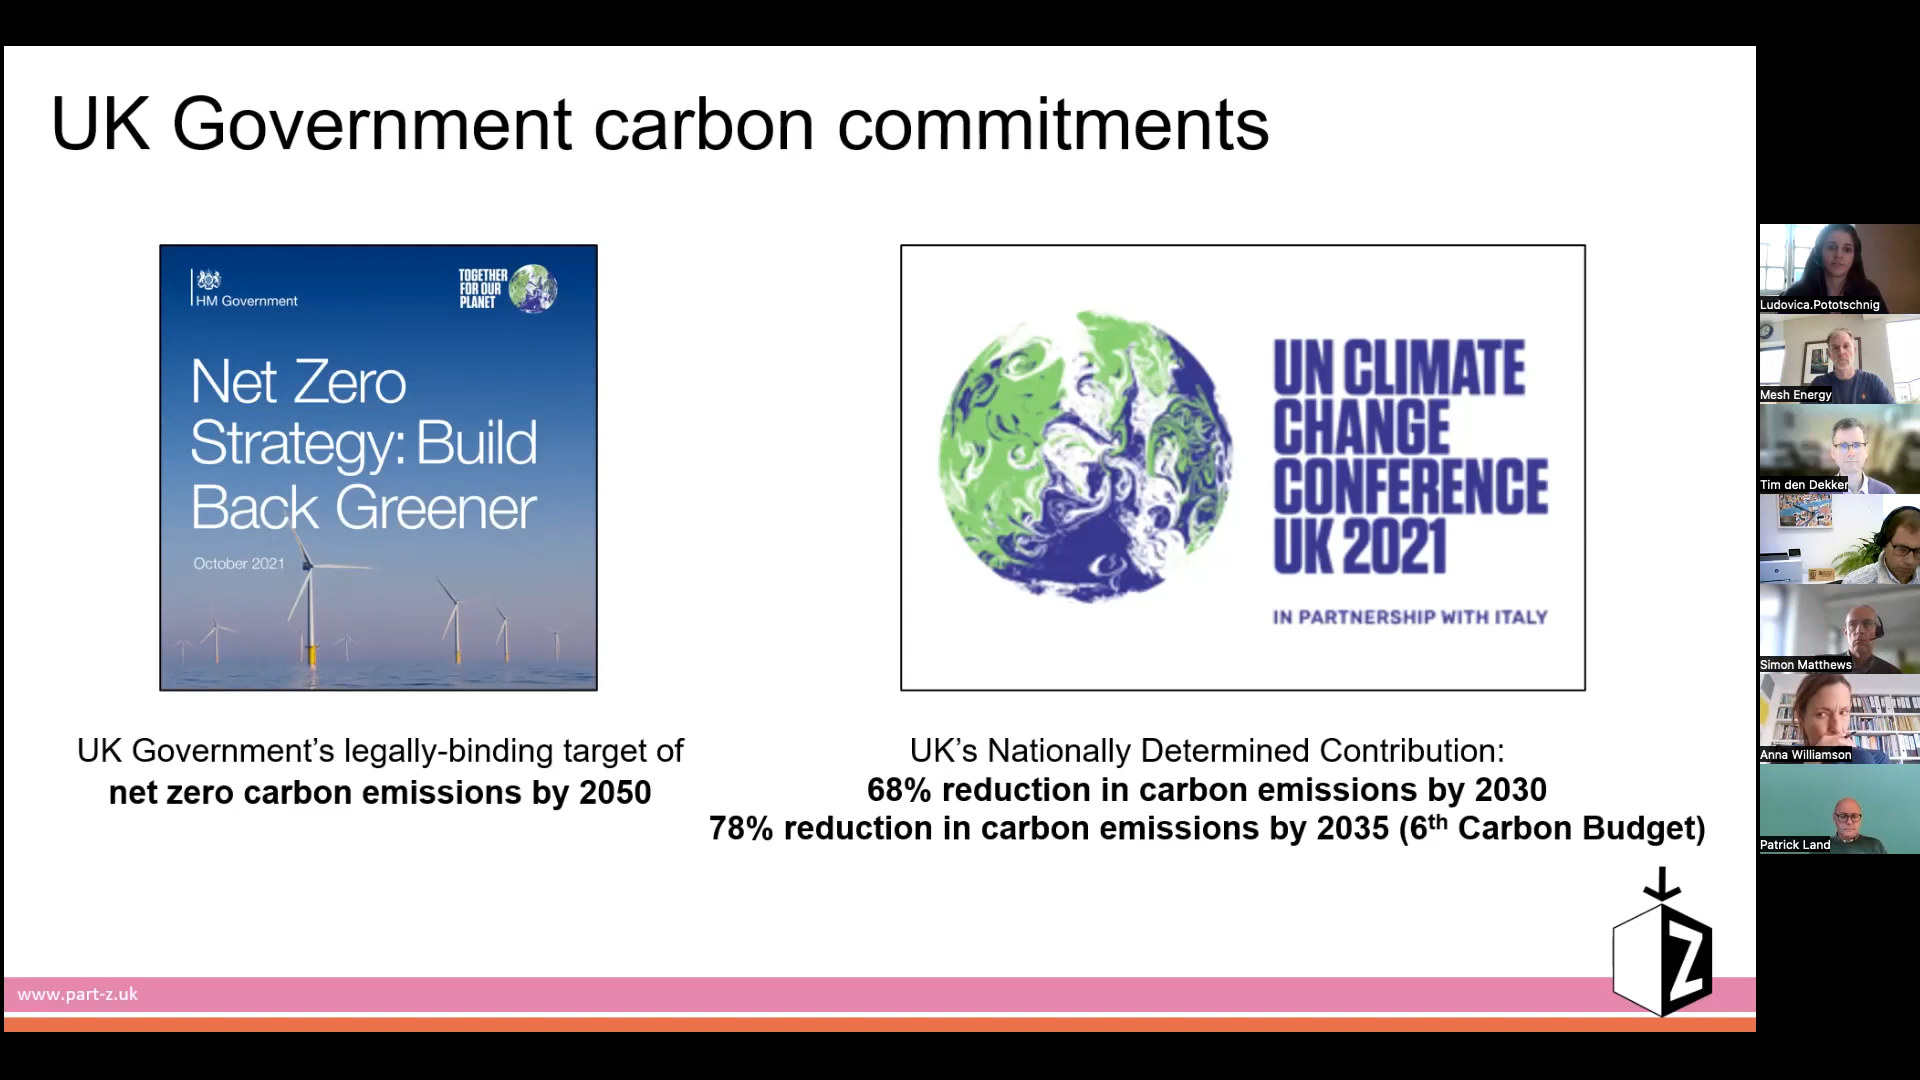 UK Government carbon commitments
HM Government
TOGETHER
FOR OUR
PLANET
Net Zero
Strategy: Build
Back Greener
October 2021
UN CLIMATE
CHANGE
CONFERENCE
UK 2021
IN PARTNERSHIP WITH ITALY
UK Government’s legally-binding target of
net zero carbon emissions by 2050
UK’s Nationally Determined Contribution:
68% reduction in carbon emissions by 2030
78% reduction in carbon emissions by 2035 (6th Carbon Budget)
Z
www.part-z.uk
Ludovica.Pototschnig
Mesh Energy
Tim den Dekker
Simon Matthews
Anna Williamson
Patrick Land